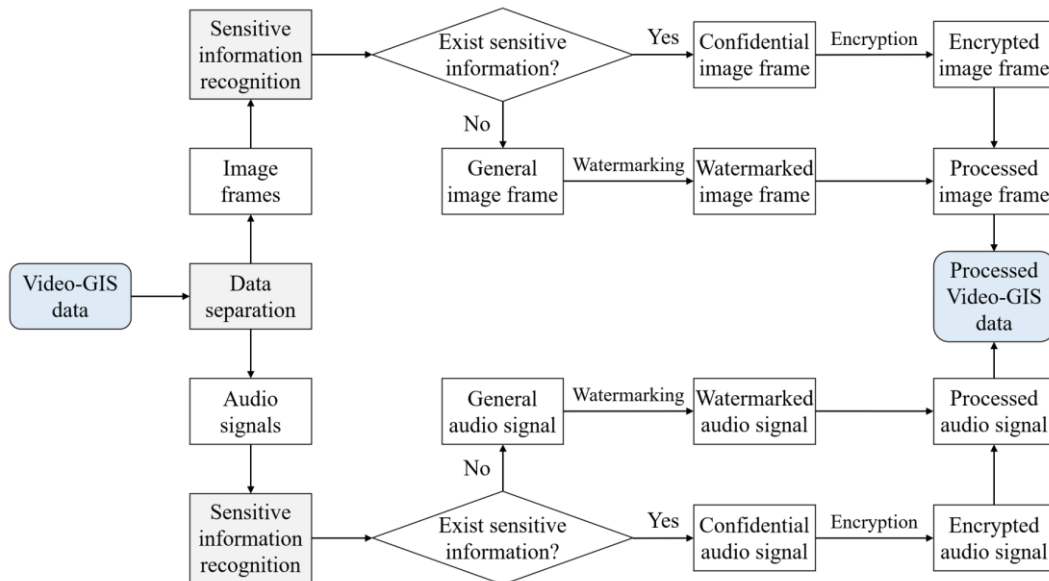 Sensitive
information
recognition
Exist sensitive
information?
Yes
Confidential
image frame
Encryption
Encrypted
image frame
No
Image
frames
General
image frame
Watermarking
Watermarked
image frame
Processed
image frame
Video-GIS
data
Data
separation
Processed
Video-GIS
data
Audio
signals
General
audio signal
Watermarking
Watermarked
audio signal
Processed
audio signal
No
Sensitive
information
recognition
Exist sensitive
information?
Yes
Confidential
audio signal
Encryption
Encrypted
audio signal